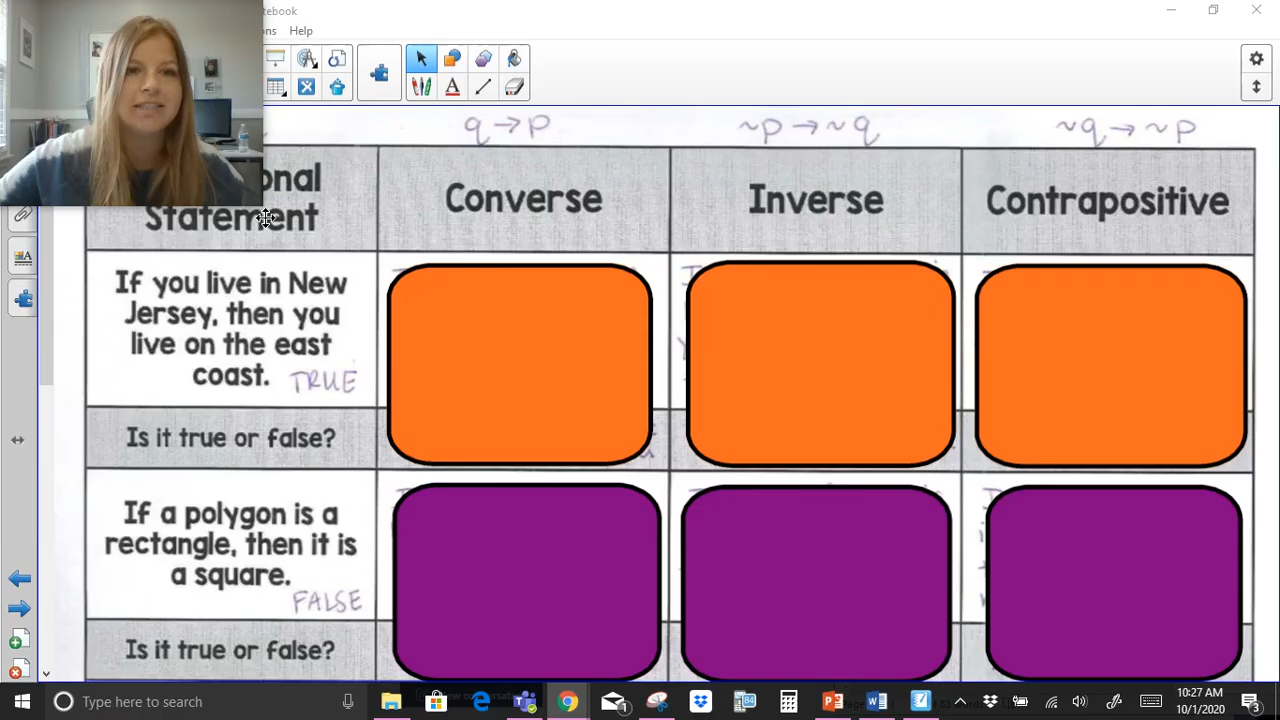 tebook
ons Help
q→p ~p→~q ~q→~p
onal
Statement
Converse
Inverse
Contrapositive
If you live in New
Jersey, then you
live on the east
coast. TRUE
Is it true or false?
If a polygon is a
rectangle, then it is
a square.
FALSE
Is it true or false?
Type here to search
10:27 AM
10/1/2020